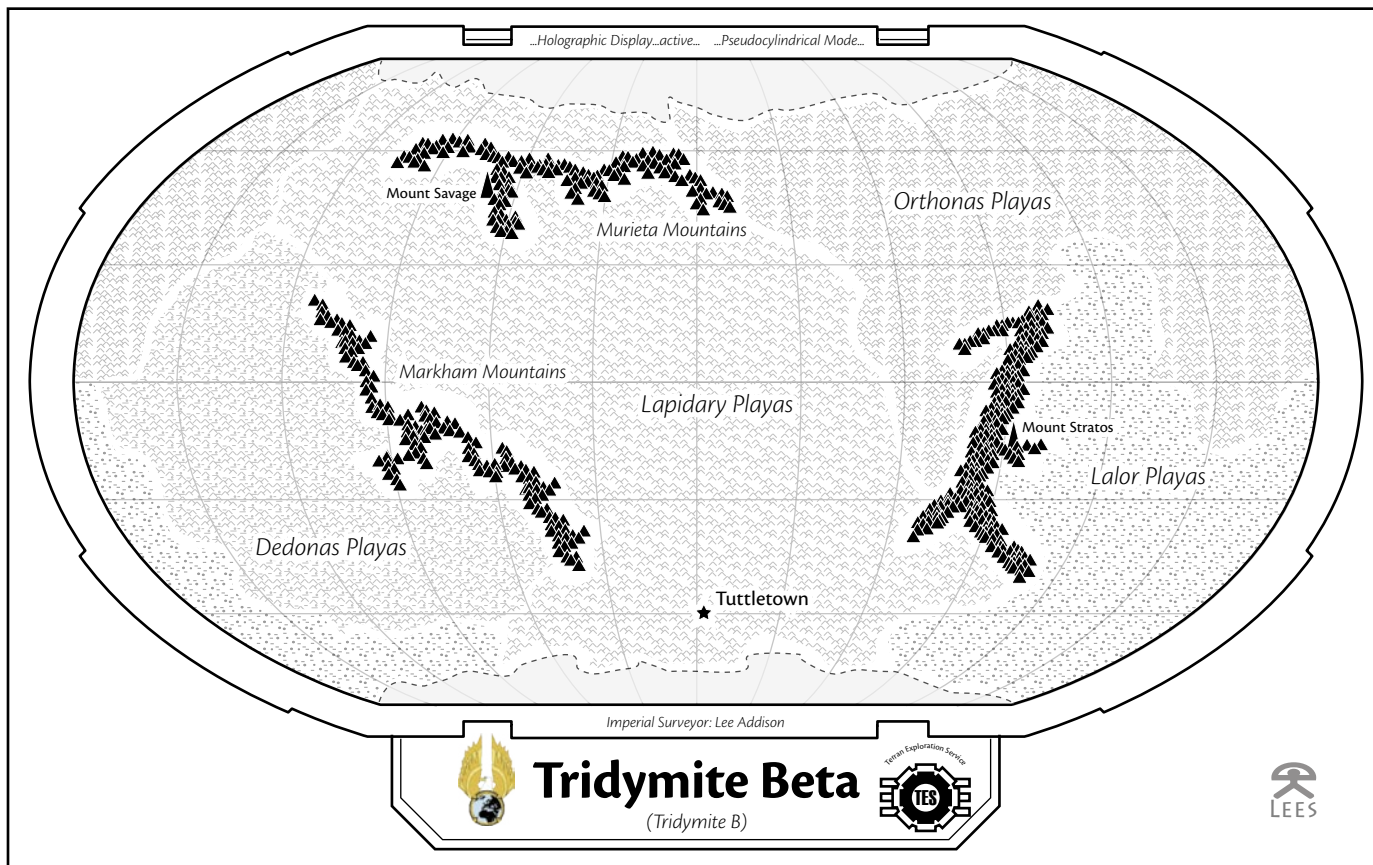 ...Holographic Display...active... ...Pseudocylindrical Mode...
Mount Savage
Orthonas Playas
Murieta Mountains
Markham Mountains
Lapidary Playas
Mount Stratos
Lalor Playas
Dedonas Playas
Tuttletown
Imperial Surveyor: Lee Addison
Terran Exploration Service
Tridymite Beta
TES
(Tridymite B)
LEES